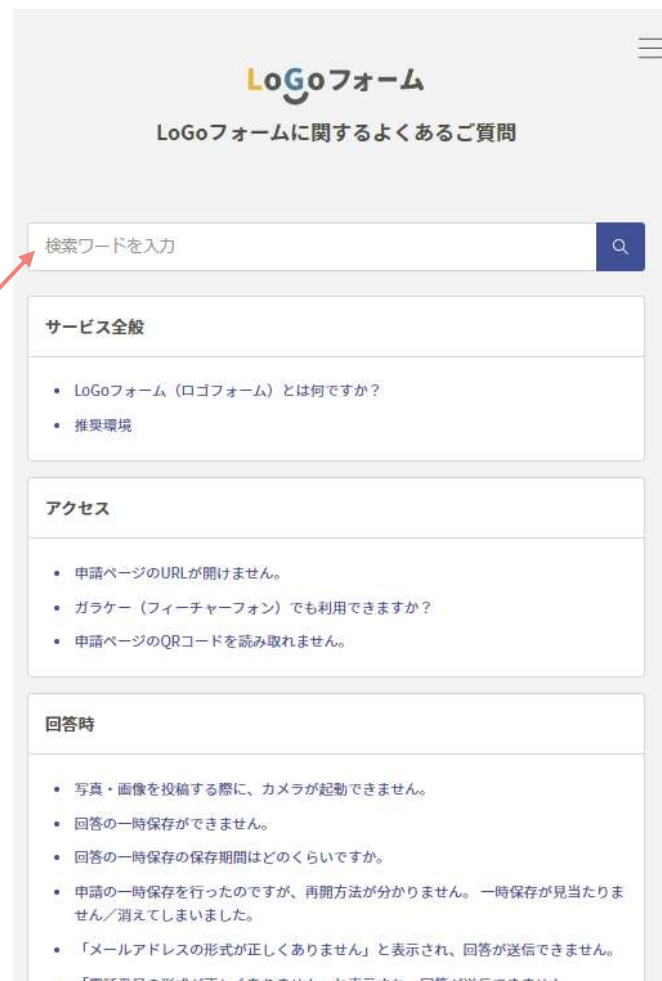 LoGoフォーム
LoGoフォームに関するよくあるご質問
検索ワードを入力
サービス全般
LoGoフォーム（ロゴフォーム）とは何ですか？
推奨環境
アクセス
申請ページのURLが開けません。
ガラケー（フィーチャーフォン）でも利用できますか？
申請ページのQRコードを読み取れません。
回答時
写真・画像を投稿する際に、カメラが起動できません。
回答の一時保存ができません。
回答の一時保存の保存期間はどのくらいですか。
申請の一時保存を行ったのですが、再開方法が分かりません。 一時保存が見当たりま
せん／消えてしまいました。
「メールアドレスの形式が正しくありません」と表示され、回答が送信できません。